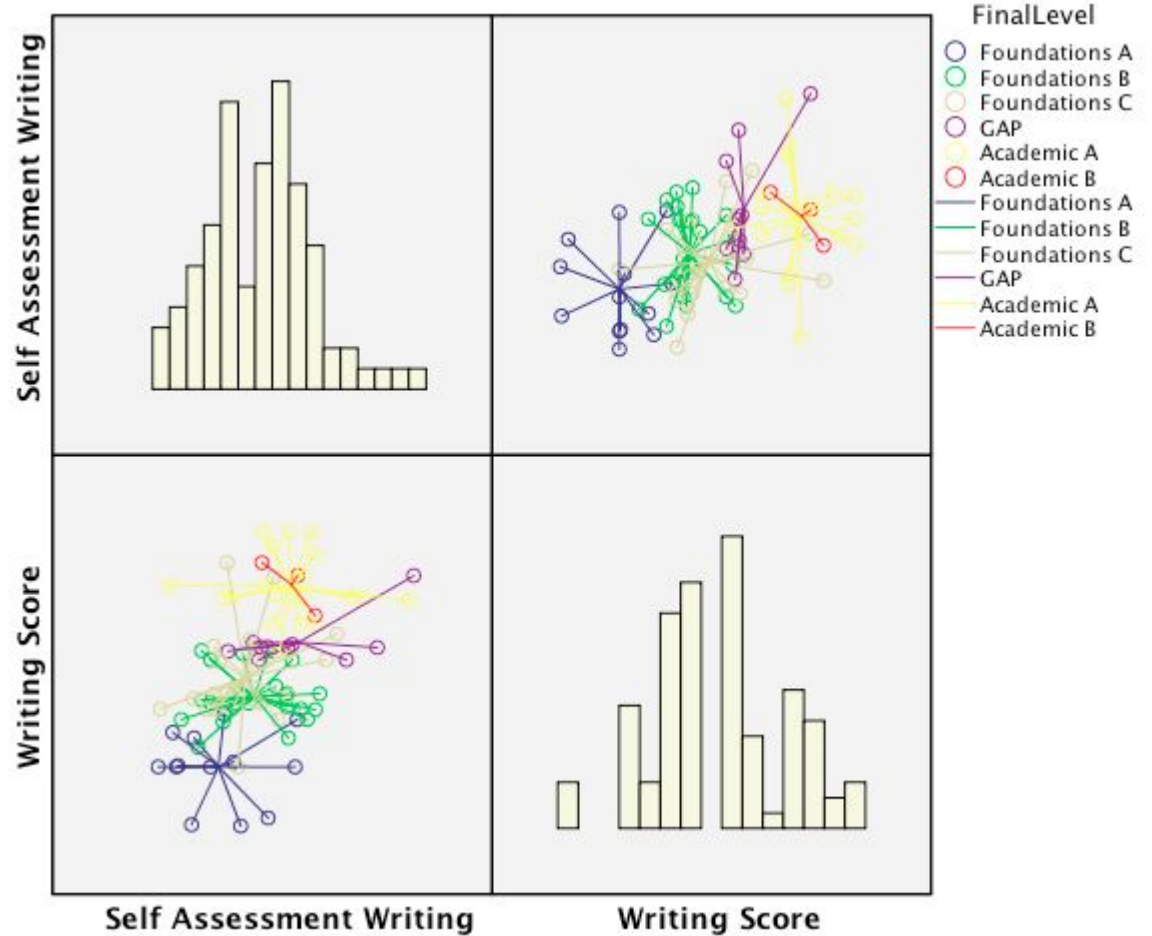 FinalLevel
Foundations A
Foundations B
Foundations C
GAP
Academic A
Academic B
Foundations A
Foundations B
Foundations C
GAP
Academic A
Academic B
Self Assessment Writing
Writing Score
Self Assessment Writing
Writing Score